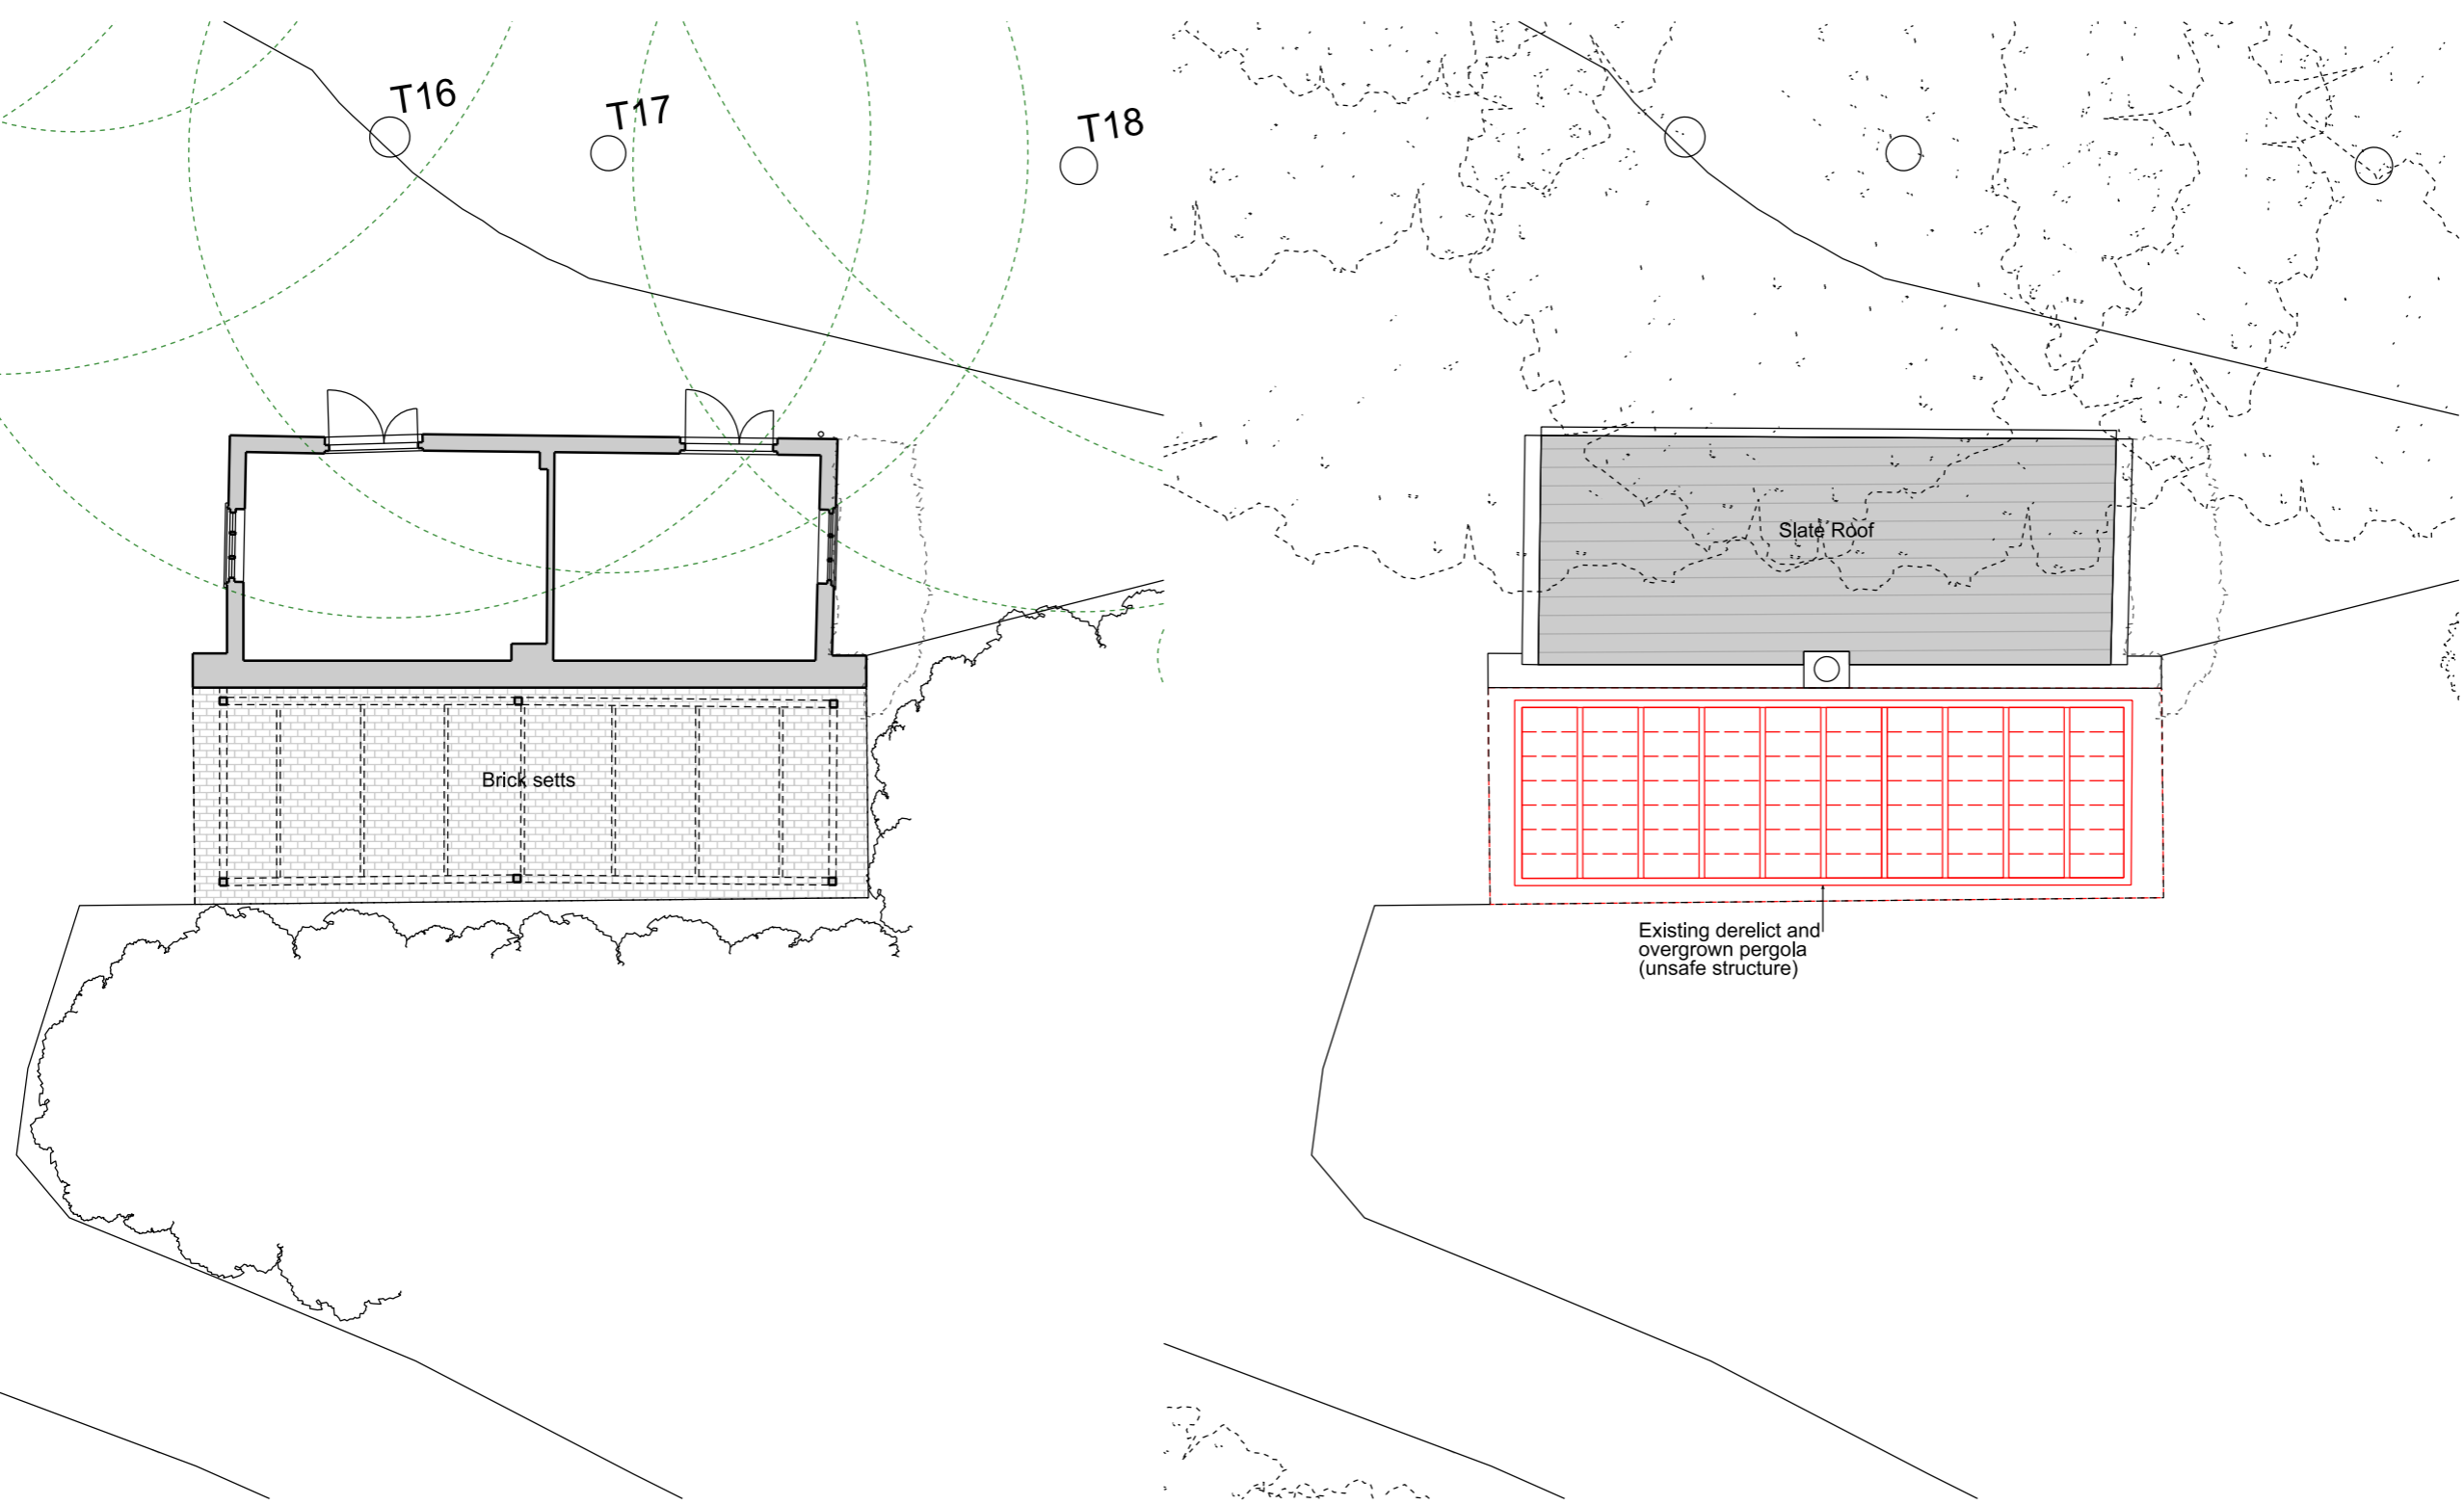 T16
T17
T18
Slate Roof
Brick setts
Existing derelict and
overgrown pergola
(unsafe structure)